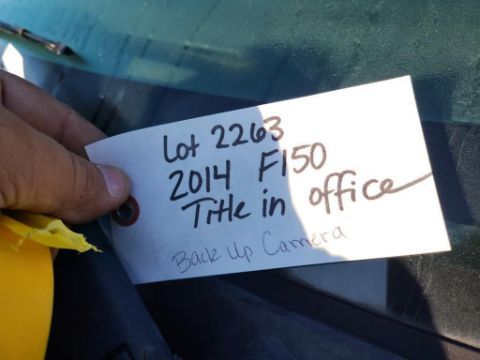 Lot 2263
2014 F150
Title in office
Back Up Camera